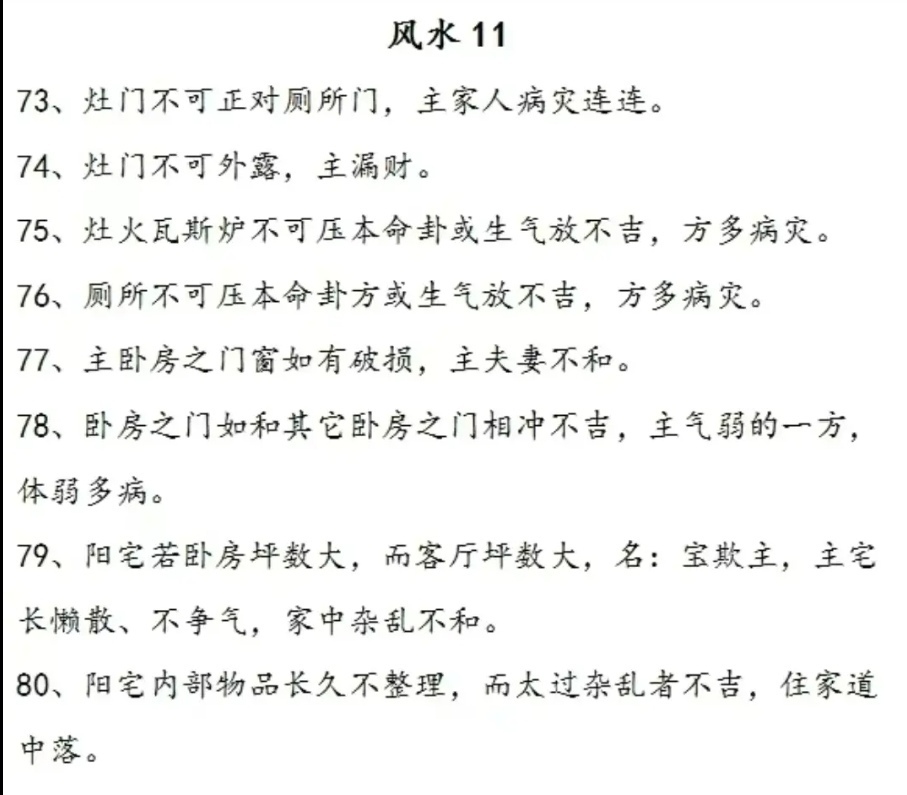 风水 11
73、灶门不可正对厕所门，主家人病灾连连。
74、灶门不可外露，主漏财。
75、灶火瓦斯炉不可压本命卦或生气放不吉，方多病灾。
76、厕所不可压本命卦方或生气放不吉，方多病灾。
77、主卧房之门窗如有破损，主夫妻不和。
78、卧房之门如和其它卧房之门相冲不吉，主气弱的一方，
体弱多病。
79、阳宅若卧房坪数大，而客厅坪数大，名：宝欺主，主宅
长懒散、不争气，家中杂乱不和。
80、阳宅内部物品长久不整理，而太过杂乱者不吉，住家道
中落。